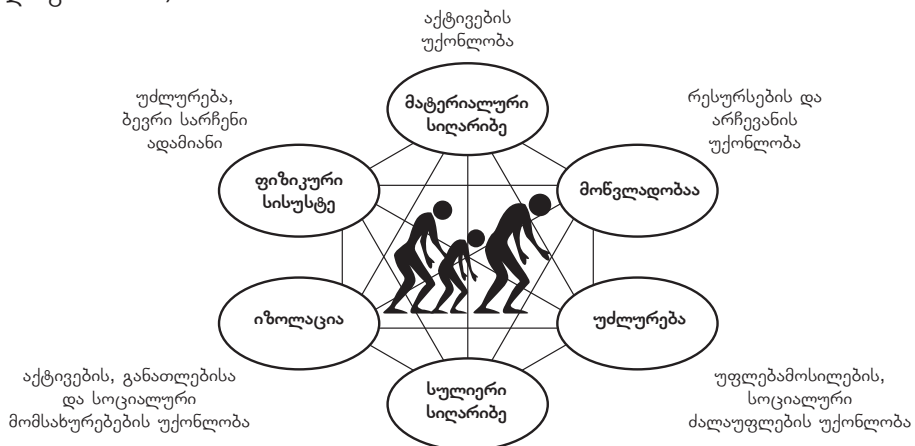 აქტივების
უქონლობა
უძლურება,
ბევრი სარჩენი
ადამიანი
მატერიალური
სიღარიბე
რესურსების და
არჩევანის
უქონლობა
ფიზიკური
სისუსტე
მოწვლადობაა
იზოლაცია
უძლურება
აქტივების, განათლებისა
და სოციალური
მომსახურებების უქონლობა
სულიერი
სიღარიბე
უფლებამოსილების,
სოციალური
ძალაუფლების უქონლობა